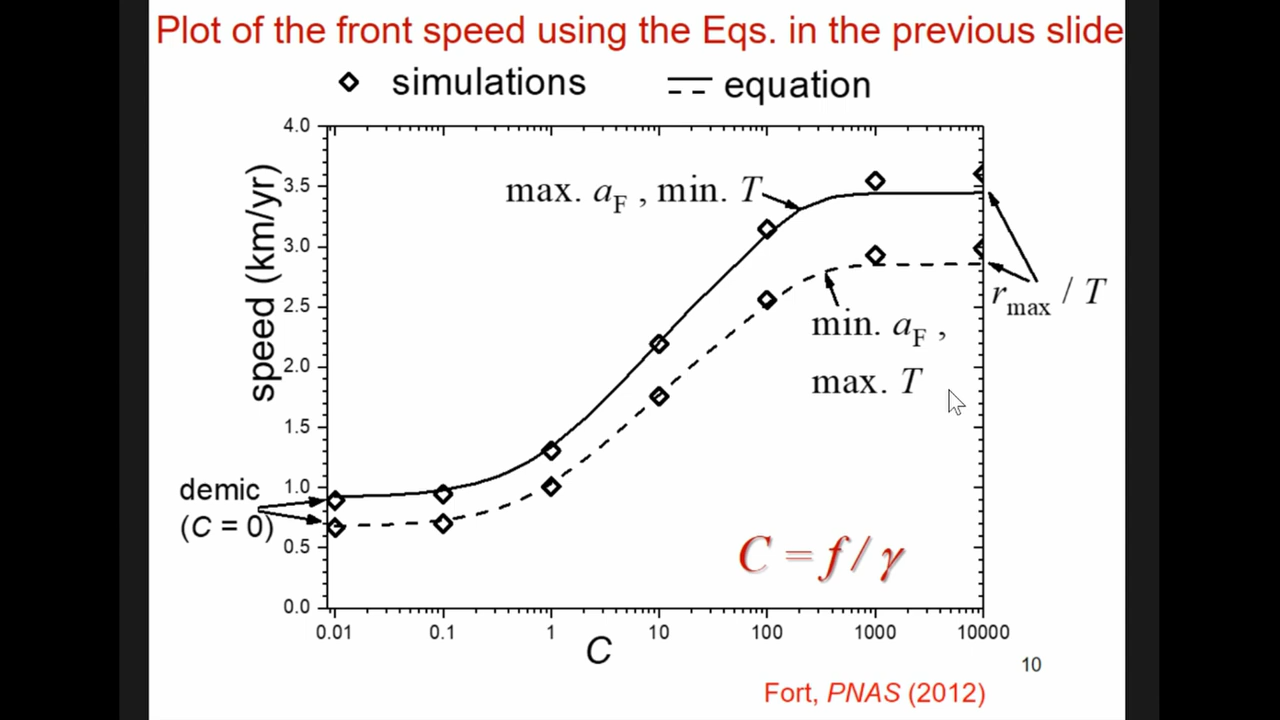 Plot of the front speed using the Eqs. in the previous slide
simulations
equation
speed (km/yr)
4.0
3.5
3.0
2.5
2.0
1.5
1.0
0.5
0.0
max. aF , min. T
rmax / T
min. aF ,
max. T
demic
(C = 0)
C = f / γ
0.01 0.1 1 10 100 1000 10000
C
10
Fort, PNAS (2012)